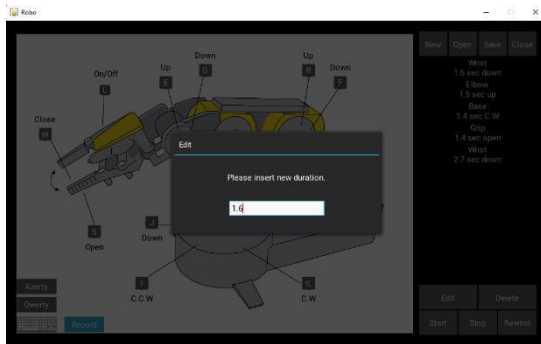 Robo
New Open Save Close
Wrist
1.6 sec down
Elbow
1.5 sec up
Base
1.4 sec C.W
Grip
1.4 sec open
Wrist
2.7 sec down
Down
Up
Up
Down
On/Off
E
D
R
F
L
Close
W
Edit
Please insert new duration.
1.6
S
Open
J
Down
I
C.C.W
K
C.W
Azerty
Qwerty
Record
Edit Delete
Start Stop Rewind